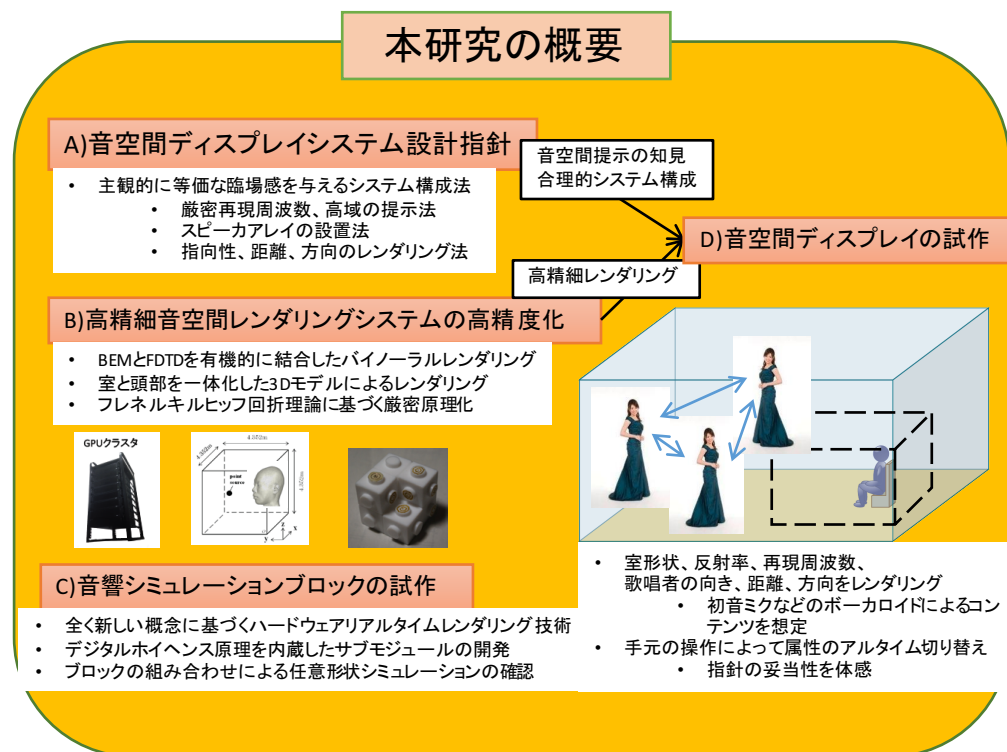 本研究の概要
A)音空間ディスプレイシステム設計指針
• 主観的に等価な臨場感を与えるシステム構成法
• 厳密再現周波数、高域の提示法
• スピーカアレイの設置法
• 指向性、距離、方向のレンダリング法
音空間提示の知見
合理的システム構成
高精細レンダリング
D)音空間ディスプレイの試作
B)高精細音空間レンダリングシステムの高精度化
• BEMとFDTDを有機的に結合したバイノーラルレンダリング
• 室と頭部を一体化した3Dモデルによるレンダリング
• フレネルキルヒッフ回折理論に基づく厳密原理化
GPUクラスタ
4.552m
4.552m
4.552m
point
source
z
x
y
C)音響シミュレーションブロックの試作
• 全く新しい概念に基づくハードウェアリアルタイムレンダリング技術
• デジタルホイヘンス原理を内蔵したサブモジュールの開発
• ブロックの組み合わせによる任意形状シミュレーションの確認
• 室形状、反射率、再現周波数、
歌唱者の向き、距離、方向をレンダリング
• 初音ミクなどのボーカロイドによるコン
テンツを想定
• 手元の操作によって属性のアルタイム切り替え
• 指針の妥当性を体感